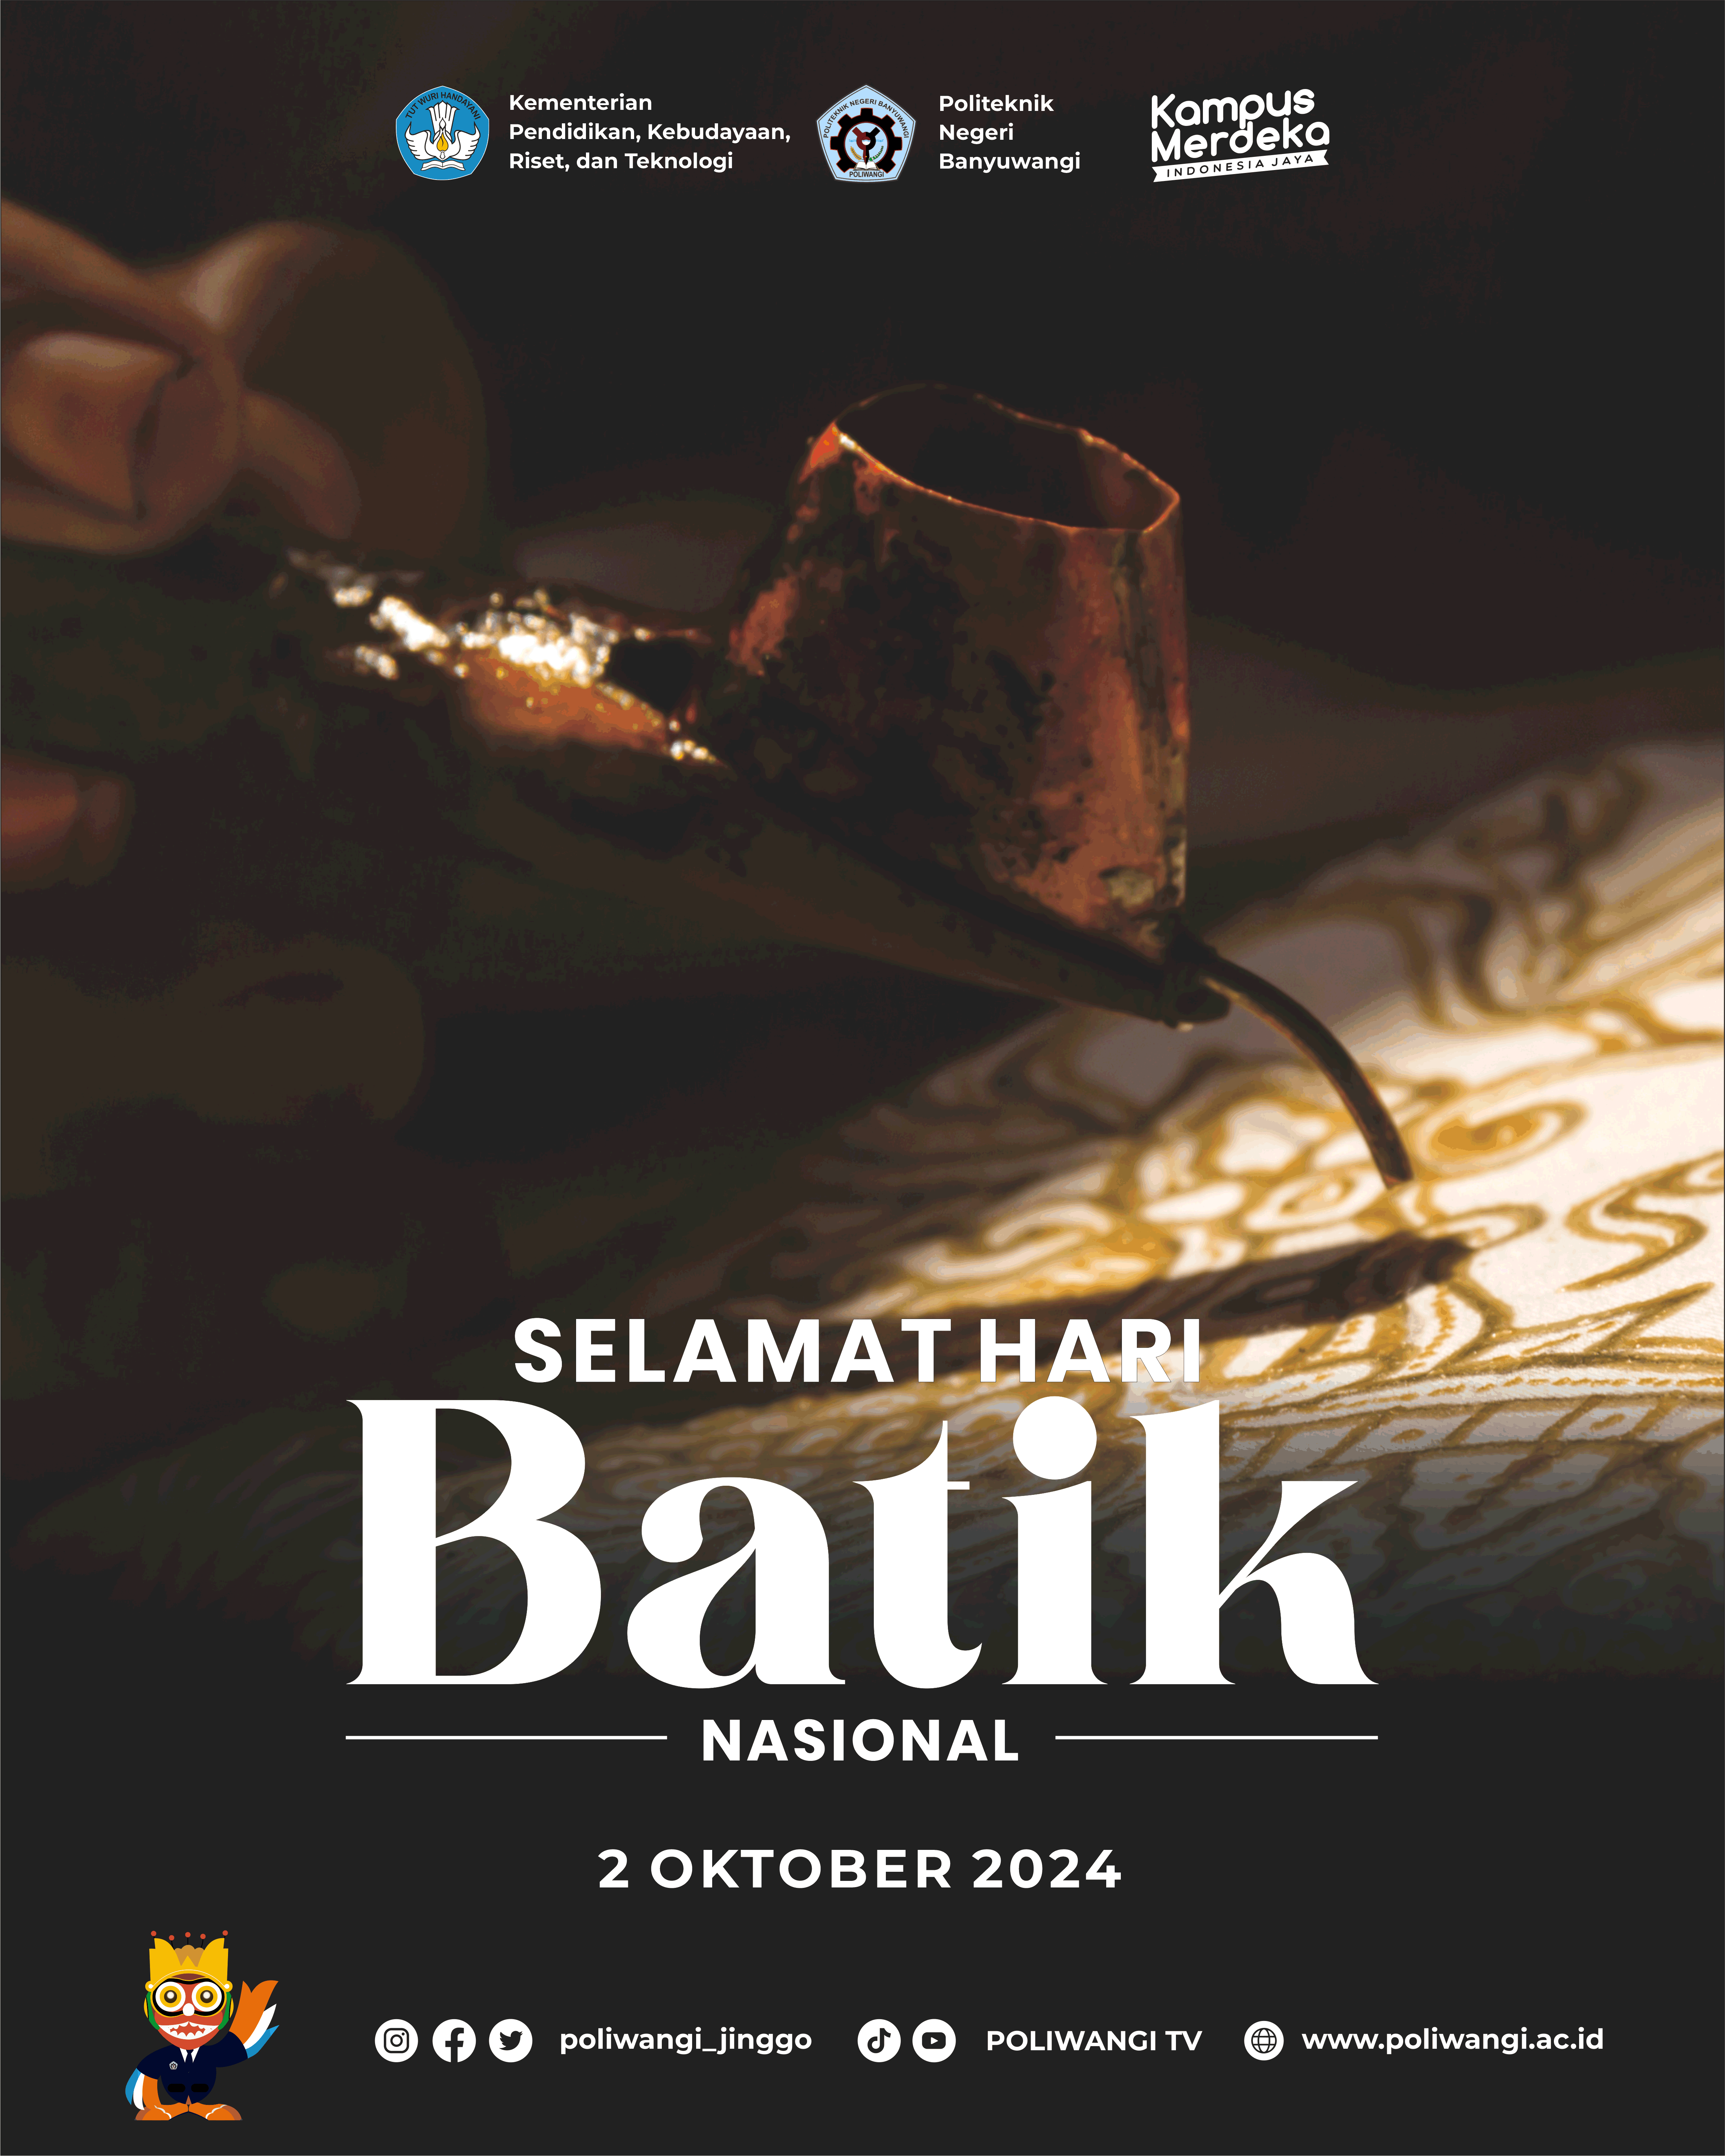 TUT WURI HANDAYANI
Kementerian
Pendidikan, Kebudayaan,
Riset, dan Teknologi
POLITEKNIK NEGERI BANYUWANGI
POLIWANGI
Politeknik
Negeri
Banyuwangi
Kampus
Merdeka
INDONESIA JAYA
SELAMAT HARI
Batik
NASIONAL
2 OKTOBER 2024
poliwangi_jinggo
POLIWANGI TV
www.poliwangi.ac.id